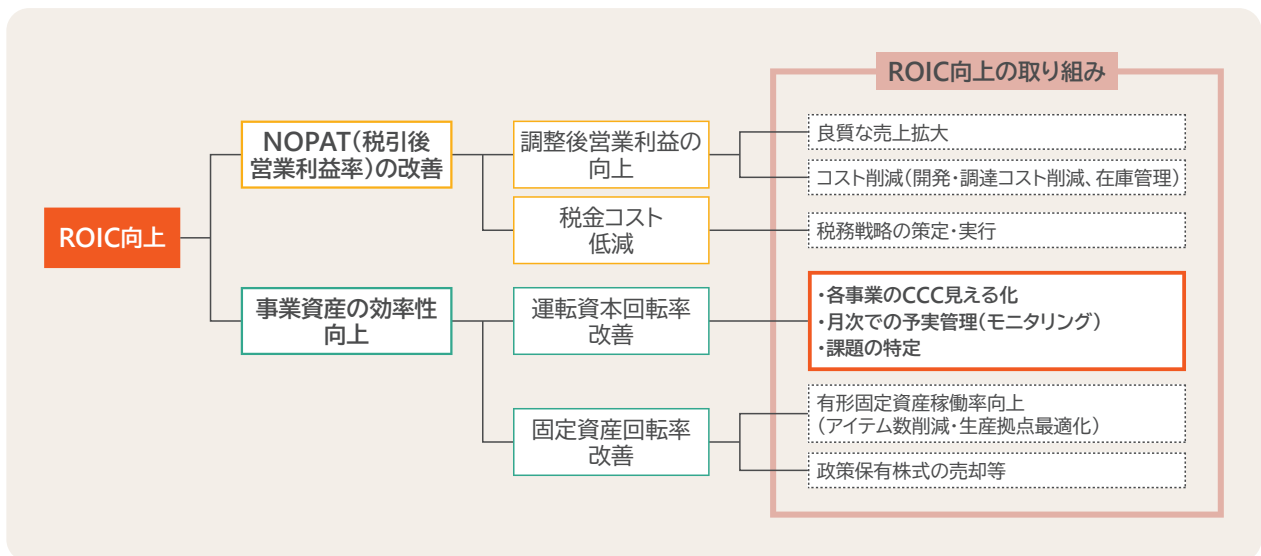 ROIC向上の取り組み
ROIC向上
NOPAT(税引後
営業利益率)の改善
調整後営業利益の
向上
良質な売上拡大
コスト削減(開発・調達コスト削減、在庫管理)
税金コスト
低減
税務戦略の策定・実行
事業資産の効率性
向上
運転資本回転率
改善
・各事業のCCC見える化
・月次での予実管理(モニタリング)
・課題の特定
固定資産回転率
改善
有形固定資産稼働率向上
(アイテム数削減・生産拠点最適化)
政策保有株式の売却等